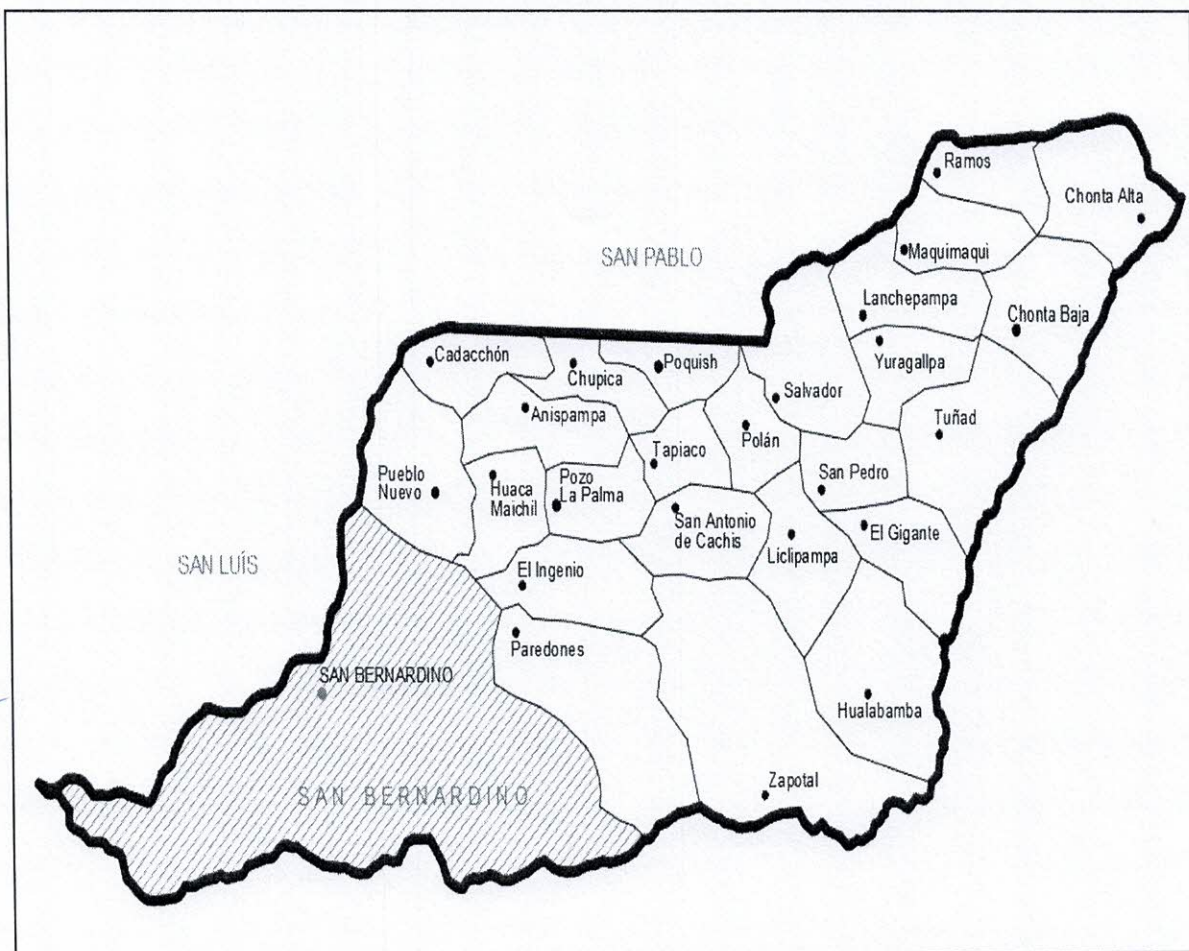 Ramos
Chonta Alta
SAN PABLO
Maquimaqui
Lanchepampa
Chonta Baja
Cadacchón
Chupica
Poquish
Yuragallpa
Salvador
Anispampa
Tuñad
Polán
Tapiaco
San Pedro
Pueblo
Nuevo
Huaca
Maichil
Pozo
La Palma
San Antonio
de Cachis
Liclipampa
El Gigante
SAN LUÍS
El Ingenio
Paredones
SAN BERNARDINO
Hualabamba
Zapotal
SAN BERNARDINO